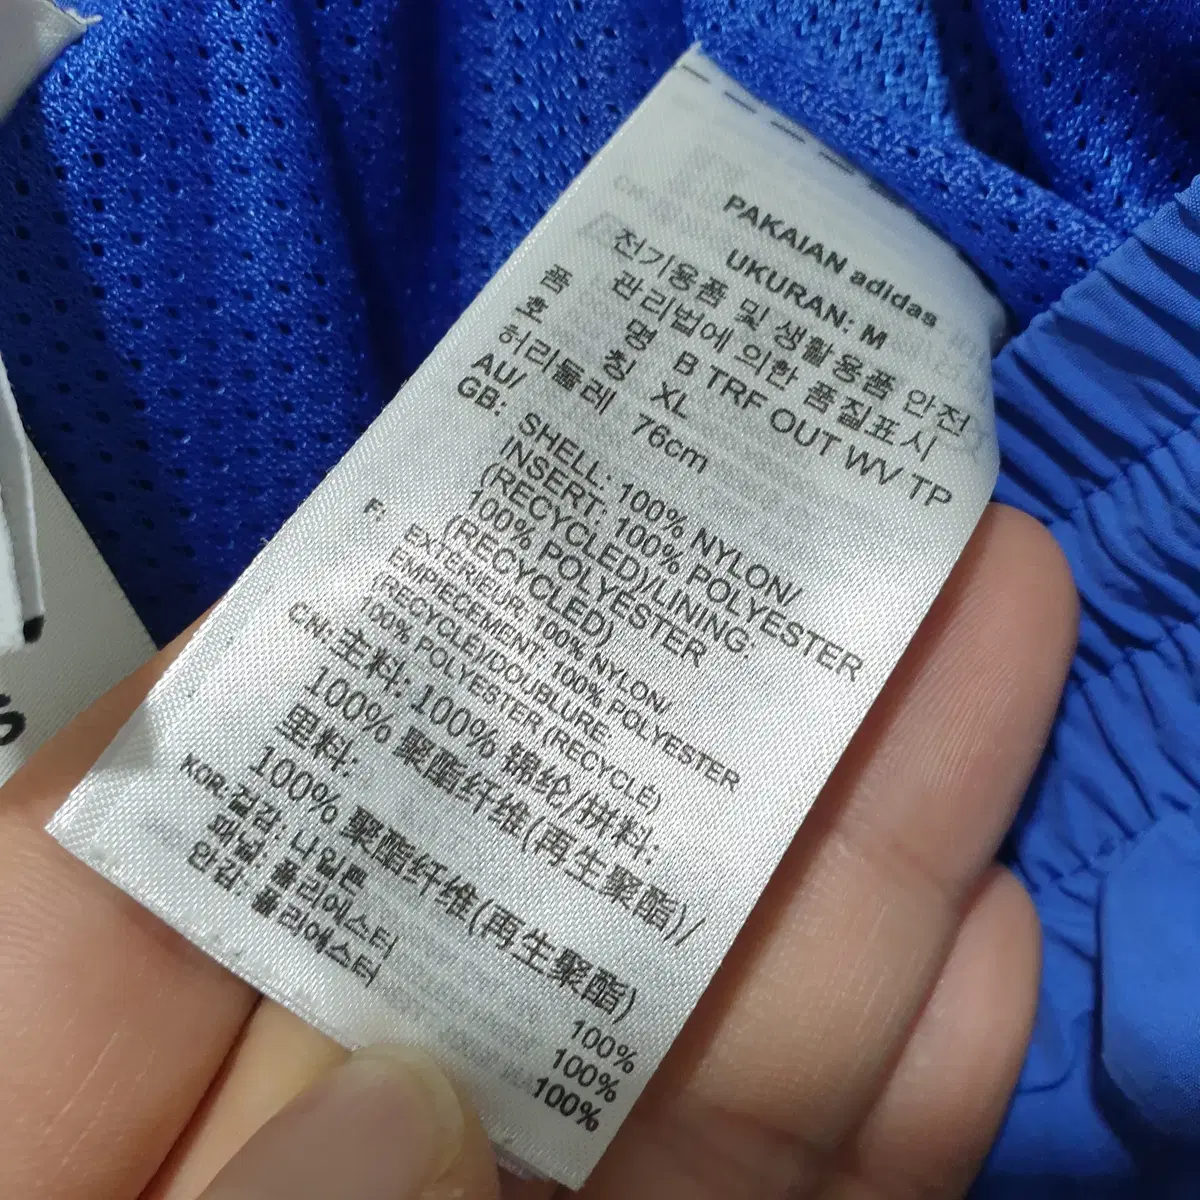 PAKAIAN adidas
UKURAN: M
전기용품 및 생활용품 안전
관리법에 의한 품질표시
품 명 B TRF OUT WV TP
호 칭 XL
허리둘레 76cm
AU/
GB: SHELL: 100% NYLON/
INSERT: 100% POLYESTER
(RECYCLED)/LINING:
100% POLYESTER
(RECYCLED)
F: EXTÉRIEUR: 100% NYLON/
EMPIECEMENT: 100% POLYESTER
(RECYCLÉ)/DOUBLURE:
100% POLYESTER (RECYCLÉ)
CN: 主料: 100% 锦纶/拼料:
100% 聚酯纤维(再生聚酯)/
里料:
100% 聚酯纤维(再生聚酯)
KOR: 겉감: 나일론 100%
패널: 폴리에스터 100%
안감: 폴리에스터 100%